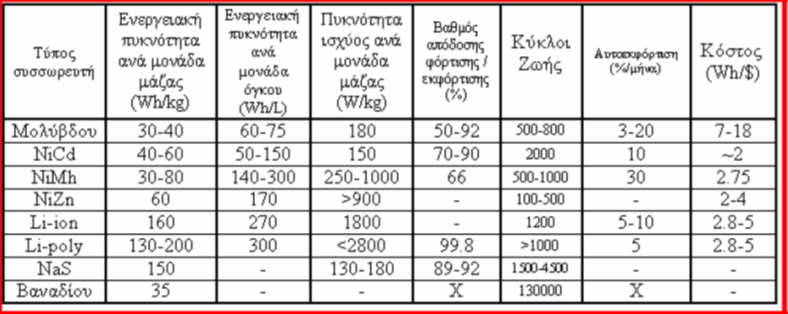 Τύπος συσσωρευτή Ενεργειακή πυκνότητα ανά μονάδα μάζας (Wh/kg) Ενεργειακή πυκνότητα ανά μονάδα όγκου (Wh/L) Πυκνότητα ισχύος ανά μονάδα μάζας (W/kg) Βαθμός απόδοσης φόρτισης / εκφόρτισης (%) Κύκλοι Ζωής Αυτοεκφόρτιση (%/μήνα) Κόστος (Wh/$)
Μολύβδου 30-40 60-75 180 50-92 500-800 3-20 7-18
NiCd 40-60 50-150 150 70-90 2000 10 ~2
NiMh 30-80 140-300 250-1000 66 500-1000 30 2.75
NiZn 60 170 >900 - 100-500 - 2-4
Li-ion 160 270 1800 - 1200 5-10 2.8-5
Li-poly 130-200 300 <2800 99.8 >1000 5 2.8-5
NaS 150 - 130-180 89-92 1500-4500 - -
Βαναδίου 35 - - X 130000 X -